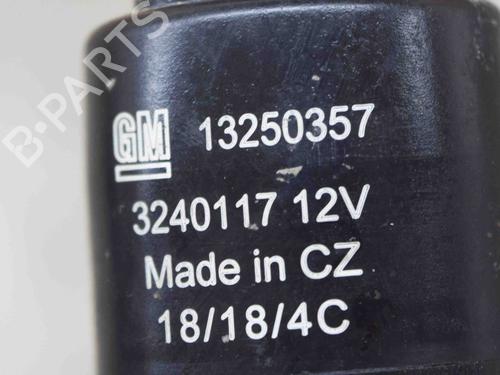 B-PARTS
GM 13250357
3240117 12V
Made in CZ
18/18/4C